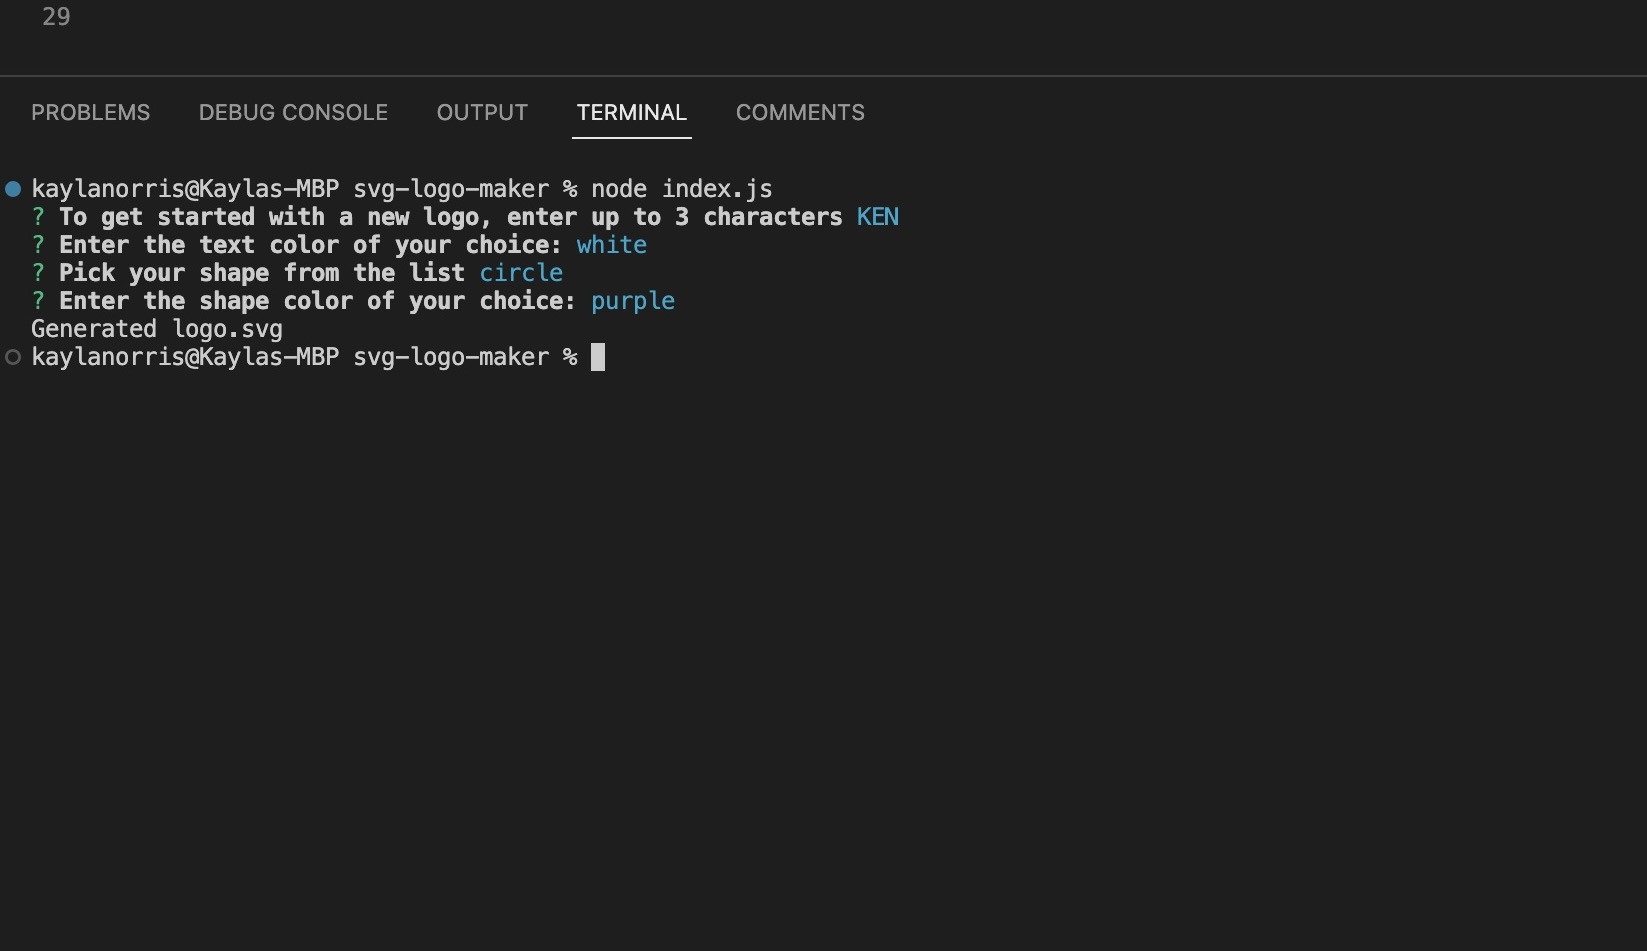 29
PROBLEMS DEBUG CONSOLE OUTPUT TERMINAL COMMENTS
kaylanorris@Kaylas-MBP svg-logo-maker % node index.js
? To get started with a new logo, enter up to 3 characters KEN
? Enter the text color of your choice: white
? Pick your shape from the list circle
? Enter the shape color of your choice: purple
Generated logo.svg
kaylanorris@Kaylas-MBP svg-logo-maker %